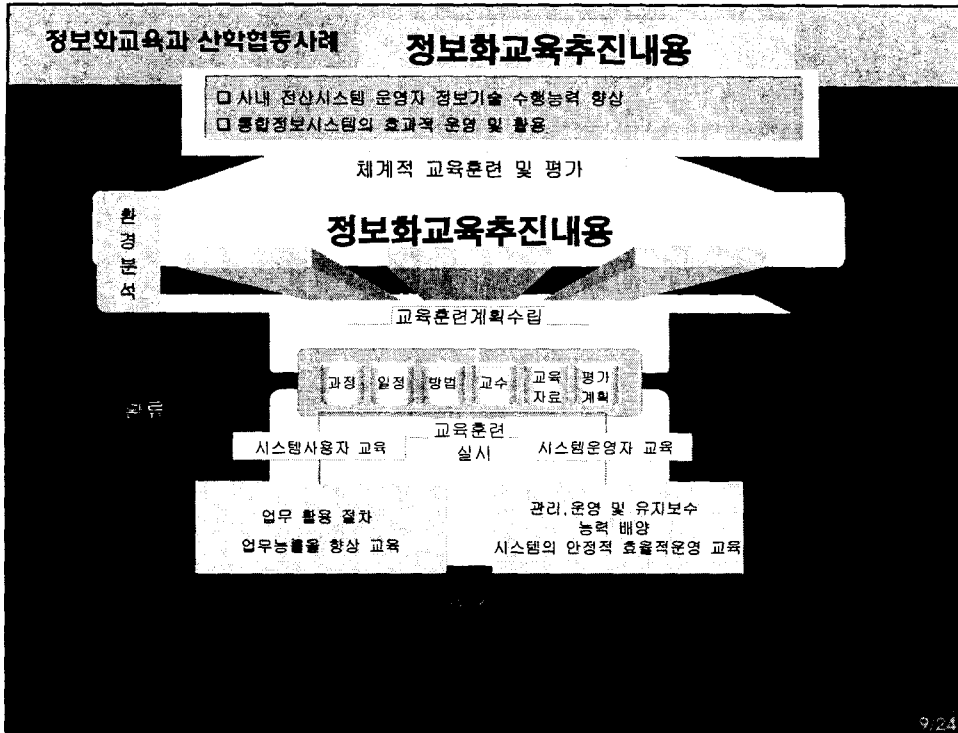 정보화교육과 산학협동사례
정보화교육추진내용
□ 사내 전산시스템 운영자 정보기술 수행능력 향상
□ 통합정보시스템의 효과적 운영 및 활용
체계적 교육훈련 및 평가
환경분석
정보화교육추진내용
교육훈련계획수립
과정 일정 방법 교수 교육자료 평가계획
교육훈련
실시
시스템사용자 교육
시스템운영자 교육
업무 활용 절차
업무능률을 향상 교육
관리,운영 및 유지보수
능력 배양
시스템의 안정적 효율적운영 교육
9/24